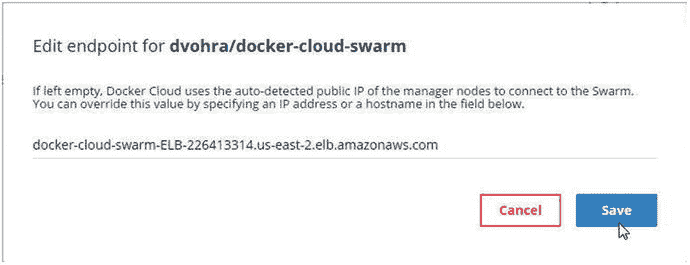 Edit endpoint for dvohra/docker-cloud-swarm
If left empty, Docker Cloud uses the auto-detected public IP of the manager nodes to connect to the Swarm.
You can override this value by specifying an IP address or a hostname in the field below.
docker-cloud-swarm-ELB-226413314.us-east-2.elb.amazonaws.com
Cancel Save